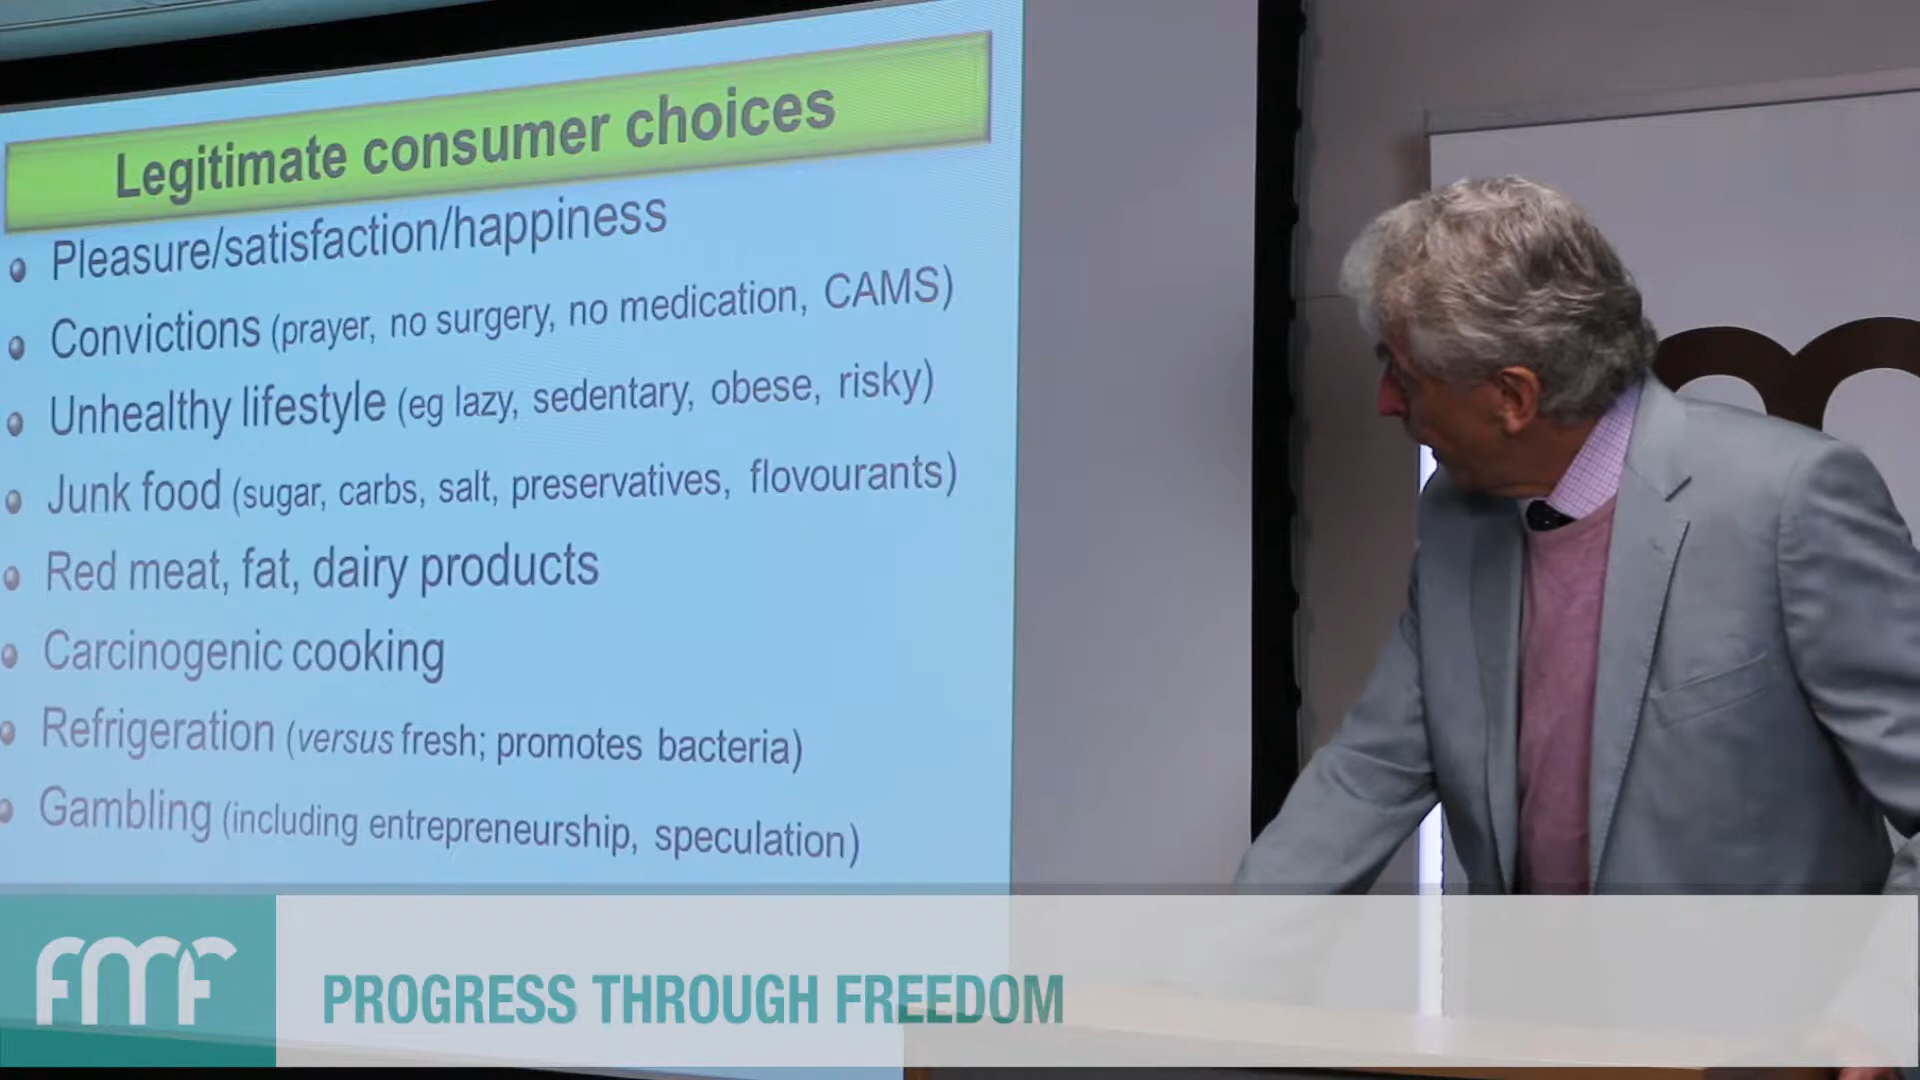 Legitimate consumer choices
Pleasure/satisfaction/happiness
Convictions (prayer, no surgery, no medication, CAMS)
Unhealthy lifestyle (eg lazy, sedentary, obese, risky)
Junk food (sugar, carbs, salt, preservatives, flovourants)
Red meat, fat, dairy products
Carcinogenic cooking
Refrigeration (versus fresh; promotes bacteria)
Gambling (including entrepreneurship, speculation)
FMF
PROGRESS THROUGH FREEDOM